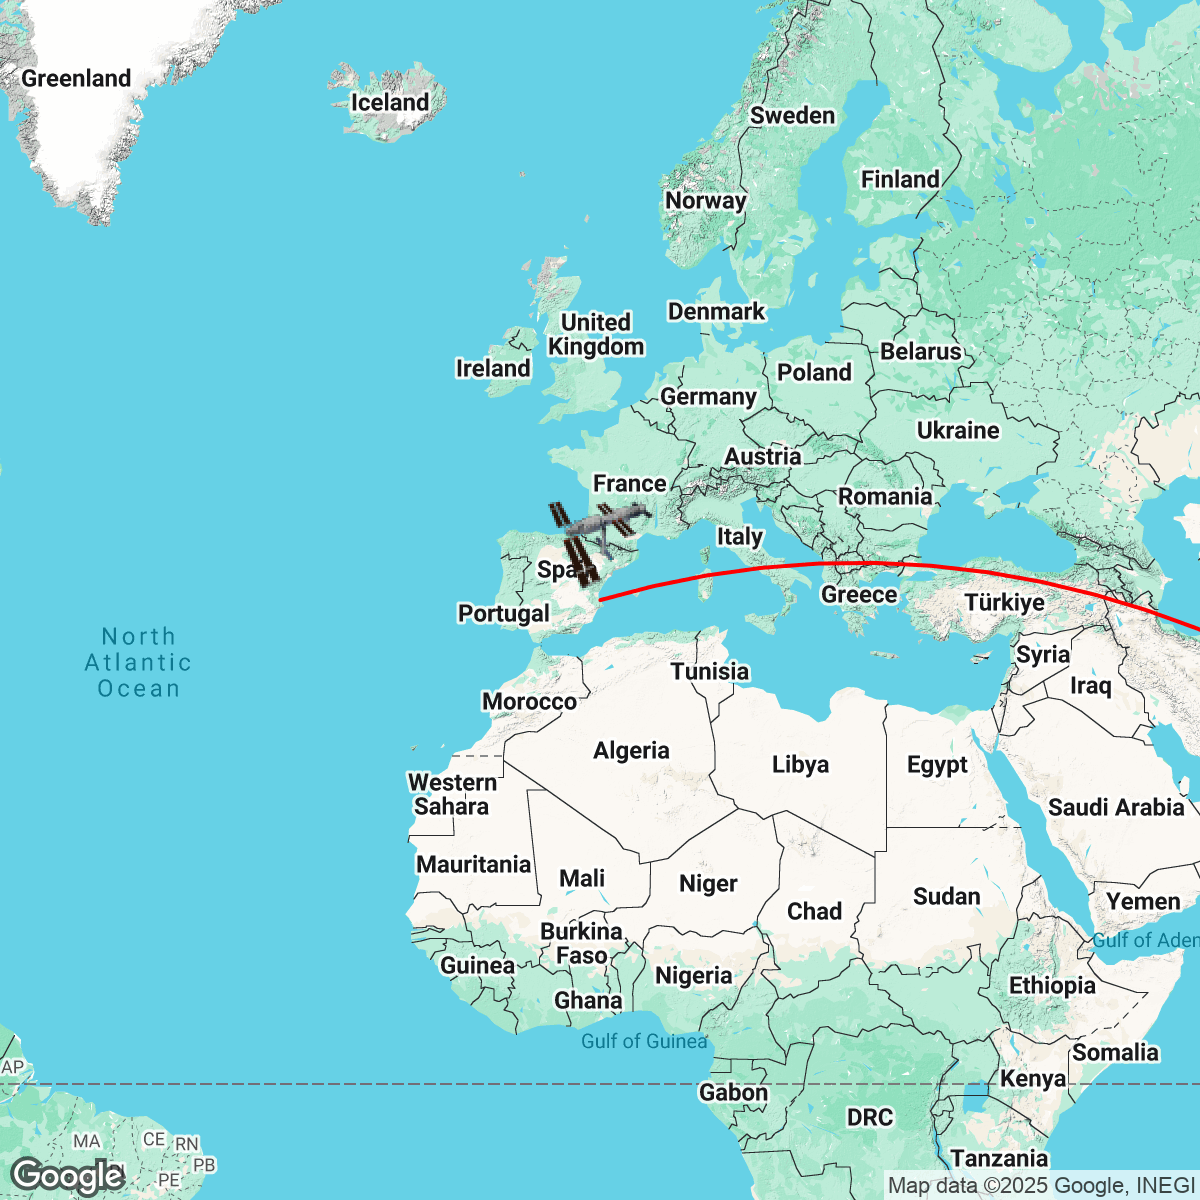 Greenland
Iceland
Sweden
Finland
Norway
Denmark
United
Kingdom
Ireland
Belarus
Poland
Germany
Ukraine
Austria
France
Romania
Italy
Spa
Greece
Türkiye
Portugal
North
Atlantic
Ocean
Syria
Iraq
Tunisia
Morocco
Algeria
Libya
Egypt
Western
Sahara
Saudi Arabia
Mauritania
Mali
Niger
Chad
Sudan
Yemen
Burkina
Faso
Gulf of Aden
Guinea
Nigeria
Ethiopia
Ghana
Gulf of Guinea
Somalia
AP
Kenya
Gabon
DRC
MA
CE
RN
PB
PE
Tanzania
Google
Map data ©2025 Google, INEGI